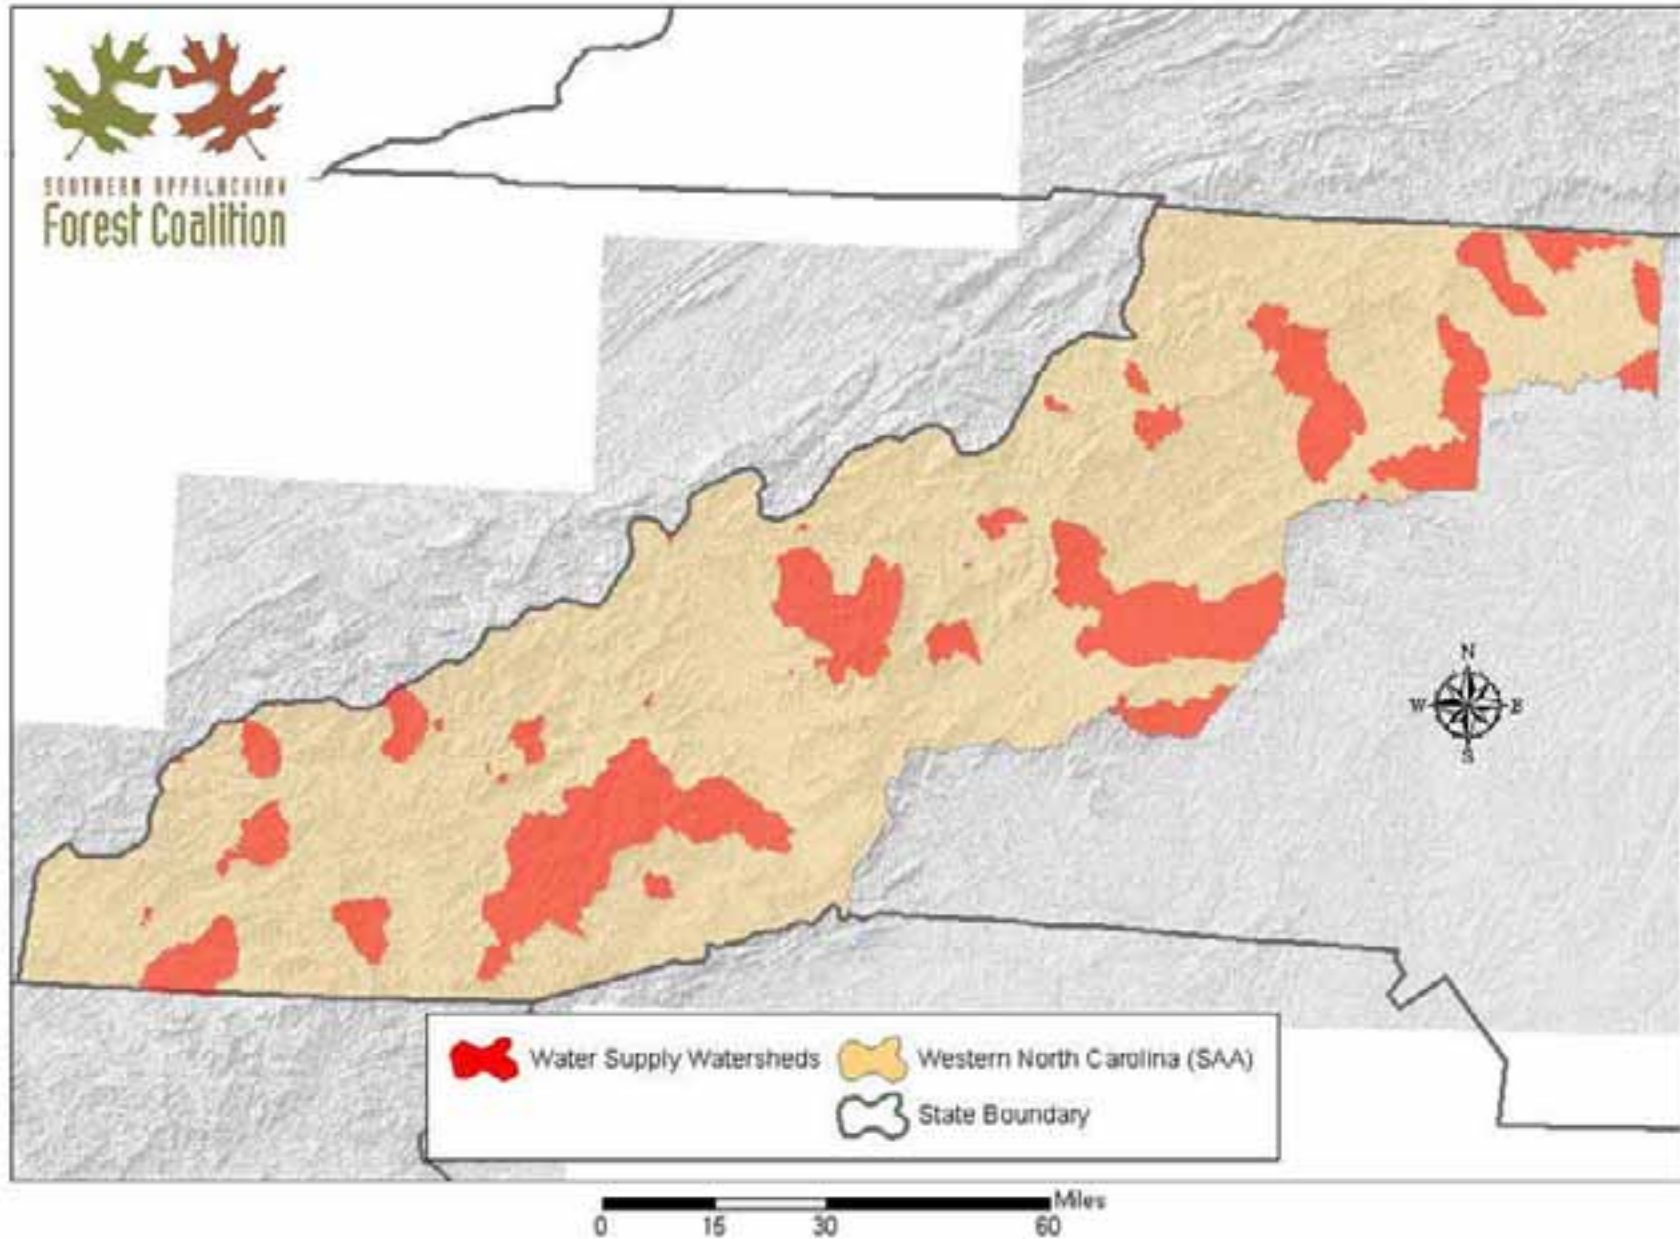 SOUTHERN APPALACHIAN
Forest Coalition
N
W E
S
Water Supply Watersheds
Western North Carolina (SAA)
State Boundary
Miles
0 15 30 60